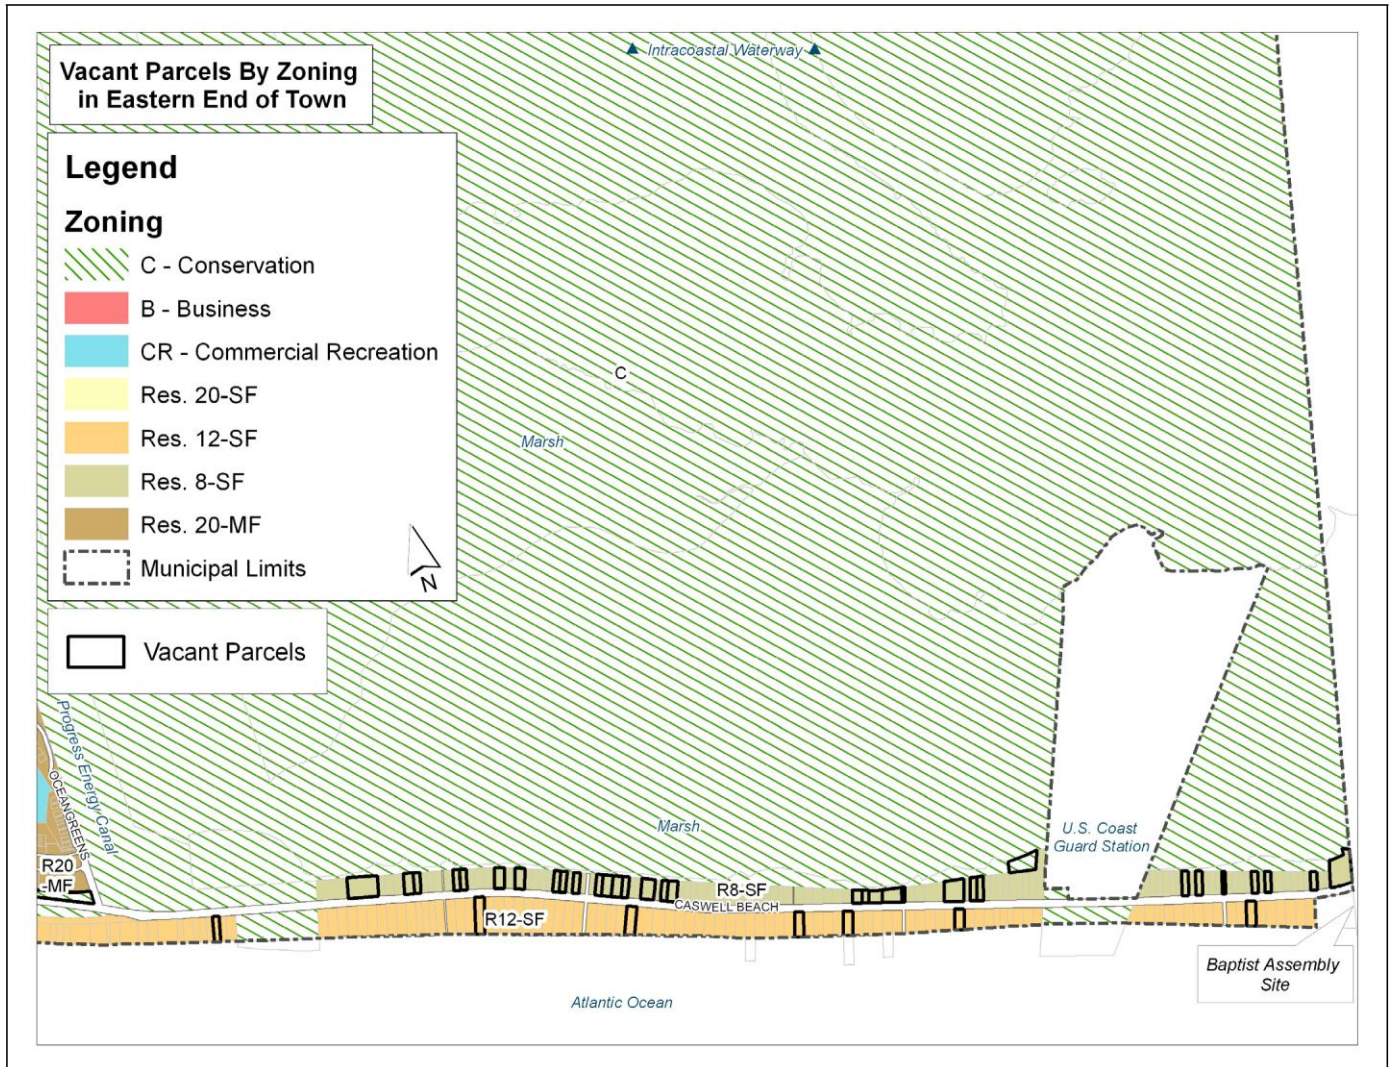 Intracoastal Waterway
Vacant Parcels By Zoning
in Eastern End of Town
Legend
Zoning
C - Conservation
B - Business
CR - Commercial Recreation
Res. 20-SF
Res. 12-SF
Res. 8-SF
Res. 20-MF
Municipal Limits
N
Vacant Parcels
C
Marsh
Progress Energy Canal
OCEANGREENS
R20
-MF
Marsh
U.S. Coast
Guard Station
R8-SF
CASWELL BEACH
R12-SF
Baptist Assembly
Site
Atlantic Ocean